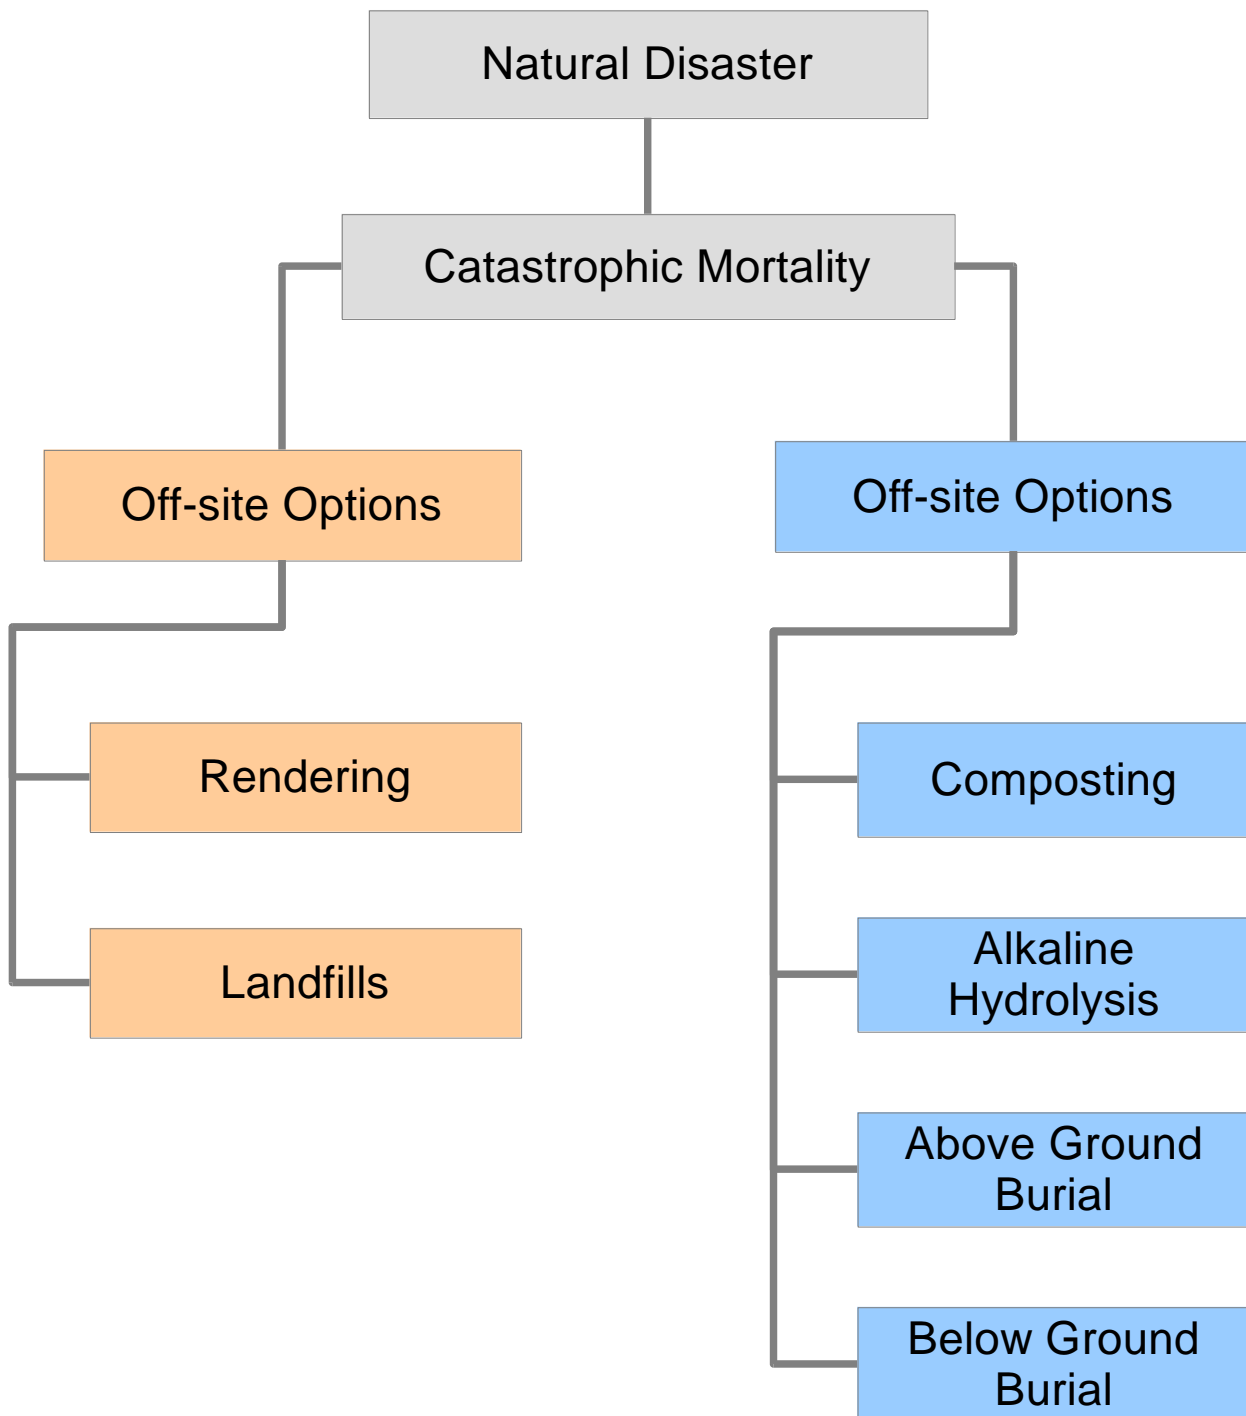 Natural Disaster
Catastrophic Mortality
Off-site Options
Rendering
Landfills
Off-site Options
Composting
Alkaline
Hydrolysis
Above Ground
Burial
Below Ground
Burial